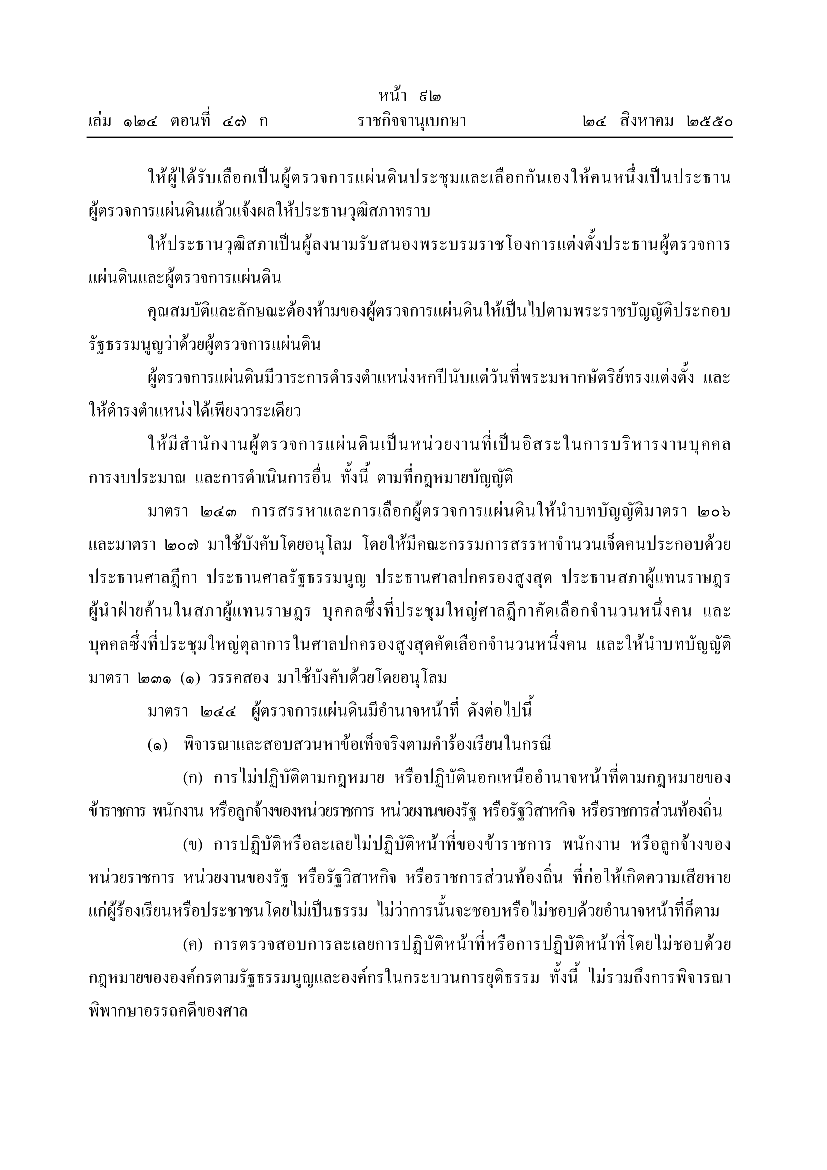 หน้า ๙๒
เล่ม ๑๒๔ ตอนที่ ๔๗ ก ราชกิจจานุเบกษา ๒๔ สิงหาคม ๒๕๕๐
ให้ผู้ได้รับเลือกเป็นผู้ตรวจการแผ่นดินประชุมและเลือกกันเองให้คนหนึ่งเป็นประธาน
ผู้ตรวจการแผ่นดินแล้วแจ้งผลให้ประธานวุฒิสภาทราบ
ให้ประธานวุฒิสภาเป็นผู้ลงนามรับสนองพระบรมราชโองการแต่งตั้งประธานผู้ตรวจการ
แผ่นดินและผู้ตรวจการแผ่นดิน
คุณสมบัติและลักษณะต้องห้ามของผู้ตรวจการแผ่นดินให้เป็นไปตามพระราชบัญญัติประกอบ
รัฐธรรมนูญว่าด้วยผู้ตรวจการแผ่นดิน
ผู้ตรวจการแผ่นดินมีวาระการดำรงตำแหน่งหกปีนับแต่วันที่พระมหากษัตริย์ทรงแต่งตั้ง และ
ให้ดำรงตำแหน่งได้เพียงวาระเดียว
ให้มีสำนักงานผู้ตรวจการแผ่นดินเป็นหน่วยงานที่เป็นอิสระในการบริหารงานบุคคล
การงบประมาณ และการดำเนินการอื่น ทั้งนี้ ตามที่กฎหมายบัญญัติ
มาตรา ๒๔๓ การสรรหาและการเลือกผู้ตรวจการแผ่นดินให้นำบทบัญญัติมาตรา ๒๐๖
และมาตรา ๒๐๗ มาใช้บังคับโดยอนุโลม โดยให้มีคณะกรรมการสรรหาจำนวนเจ็ดคนประกอบด้วย
ประธานศาลฎีกา ประธานศาลรัฐธรรมนูญ ประธานศาลปกครองสูงสุด ประธานสภาผู้แทนราษฎร
ผู้นำฝ่ายค้านในสภาผู้แทนราษฎร บุคคลซึ่งที่ประชุมใหญ่ศาลฎีกาคัดเลือกจำนวนหนึ่งคน และ
บุคคลซึ่งที่ประชุมใหญ่ตุลาการในศาลปกครองสูงสุดคัดเลือกจำนวนหนึ่งคน และให้นำบทบัญญัติ
มาตรา ๒๓๑ (๑) วรรคสอง มาใช้บังคับด้วยโดยอนุโลม
มาตรา ๒๔๔ ผู้ตรวจการแผ่นดินมีอำนาจหน้าที่ ดังต่อไปนี้
(๑) พิจารณาและสอบสวนหาข้อเท็จจริงตามคำร้องเรียนในกรณี
(ก) การไม่ปฏิบัติตามกฎหมาย หรือปฏิบัตินอกเหนืออำนาจหน้าที่ตามกฎหมายของ
ข้าราชการ พนักงาน หรือลูกจ้างของหน่วยราชการ หน่วยงานของรัฐ หรือรัฐวิสาหกิจ หรือราชการส่วนท้องถิ่น
(ข) การปฏิบัติหรือละเลยไม่ปฏิบัติหน้าที่ของข้าราชการ พนักงาน หรือลูกจ้างของ
หน่วยราชการ หน่วยงานของรัฐ หรือรัฐวิสาหกิจ หรือราชการส่วนท้องถิ่น ที่ก่อให้เกิดความเสียหาย
แก่ผู้ร้องเรียนหรือประชาชนโดยไม่เป็นธรรม ไม่ว่าการนั้นจะชอบหรือไม่ชอบด้วยอำนาจหน้าที่ก็ตาม
(ค) การตรวจสอบการละเลยการปฏิบัติหน้าที่หรือการปฏิบัติหน้าที่โดยไม่ชอบด้วย
กฎหมายขององค์กรตามรัฐธรรมนูญและองค์กรในกระบวนการยุติธรรม ทั้งนี้ ไม่รวมถึงการพิจารณา
พิพากษาอรรถคดีของศาล